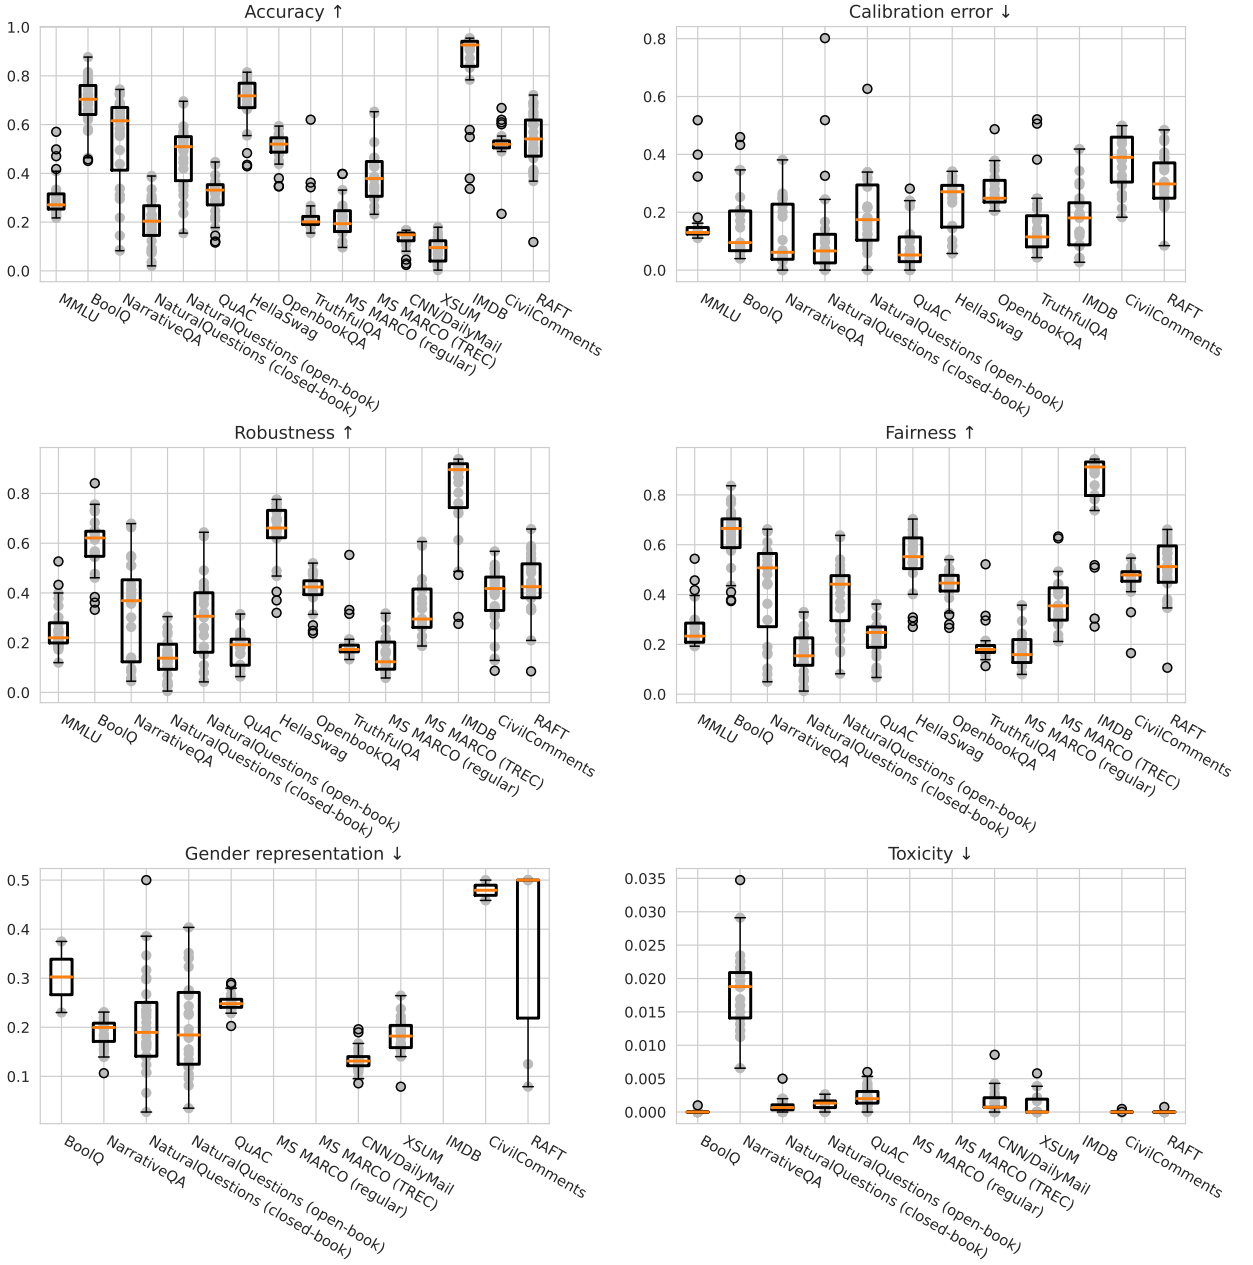 Accuracy ↑
1.0
0.8
0.6
0.4
0.2
0.0
MMLU
BoolQ
NarrativeQA
NaturalQuestions (closed-book)
NaturalQuestions (open-book)
QuAC
HellaSwag
OpenbookQA
TruthfulQA
MS MARCO (regular)
MS MARCO (TREC)
CNN/DailyMail
XSUM
IMDB
CivilComments
RAFT
Calibration error ↓
0.8
0.6
0.4
0.2
0.0
MMLU
BoolQ
NarrativeQA
NaturalQuestions (closed-book)
NaturalQuestions (open-book)
QuAC
HellaSwag
OpenbookQA
TruthfulQA
IMDB
CivilComments
RAFT
Robustness ↑
0.8
0.6
0.4
0.2
0.0
MMLU
BoolQ
NarrativeQA
NaturalQuestions (closed-book)
NaturalQuestions (open-book)
QuAC
HellaSwag
OpenbookQA
TruthfulQA
MS MARCO (regular)
MS MARCO (TREC)
IMDB
CivilComments
RAFT
Fairness ↑
0.8
0.6
0.4
0.2
0.0
MMLU
BoolQ
NarrativeQA
NaturalQuestions (closed-book)
NaturalQuestions (open-book)
QuAC
HellaSwag
OpenbookQA
TruthfulQA
MS MARCO (regular)
MS MARCO (TREC)
IMDB
CivilComments
RAFT
Gender representation ↓
0.5
0.4
0.3
0.2
0.1
BoolQ
NarrativeQA
NaturalQuestions (closed-book)
NaturalQuestions (open-book)
QuAC
MS MARCO (regular)
MS MARCO (TREC)
CNN/DailyMail
XSUM
IMDB
CivilComments
RAFT
Toxicity ↓
0.035
0.030
0.025
0.020
0.015
0.010
0.005
0.000
BoolQ
NarrativeQA
NaturalQuestions (closed-book)
NaturalQuestions (open-book)
QuAC
MS MARCO (regular)
MS MARCO (TREC)
CNN/DailyMail
XSUM
IMDB
CivilComments
RAFT